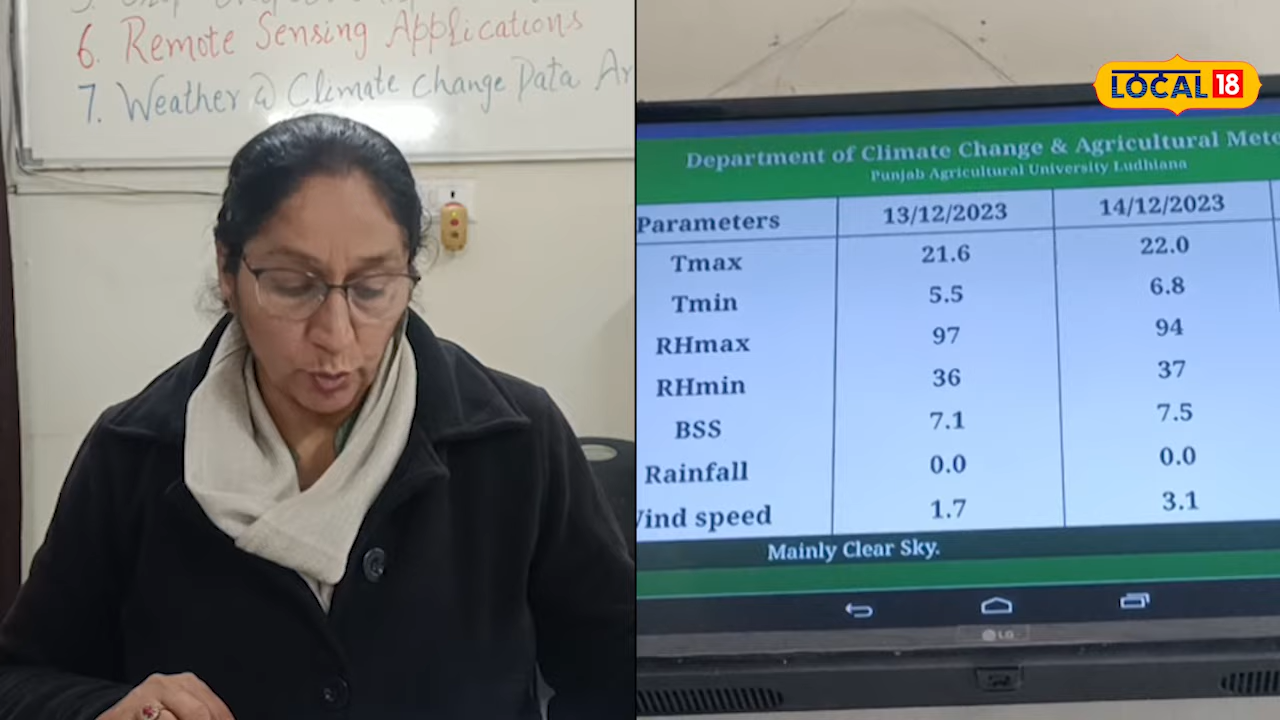 6. Remote Sensing Applications
7. Weather @ Climate Change Data
LOCAL 18
Department of Climate Change & Agricultural
Punjab Agricultural University Ludhiana
Parameters 13/12/2023 14/12/2023
Tmax 21.6 22.0
Tmin 5.5 6.8
RHmax 97 94
RHmin 36 37
BSS 7.1 7.5
Rainfall 0.0 0.0
speed 1.7 3.1
Mainly Clear Sky.
LG